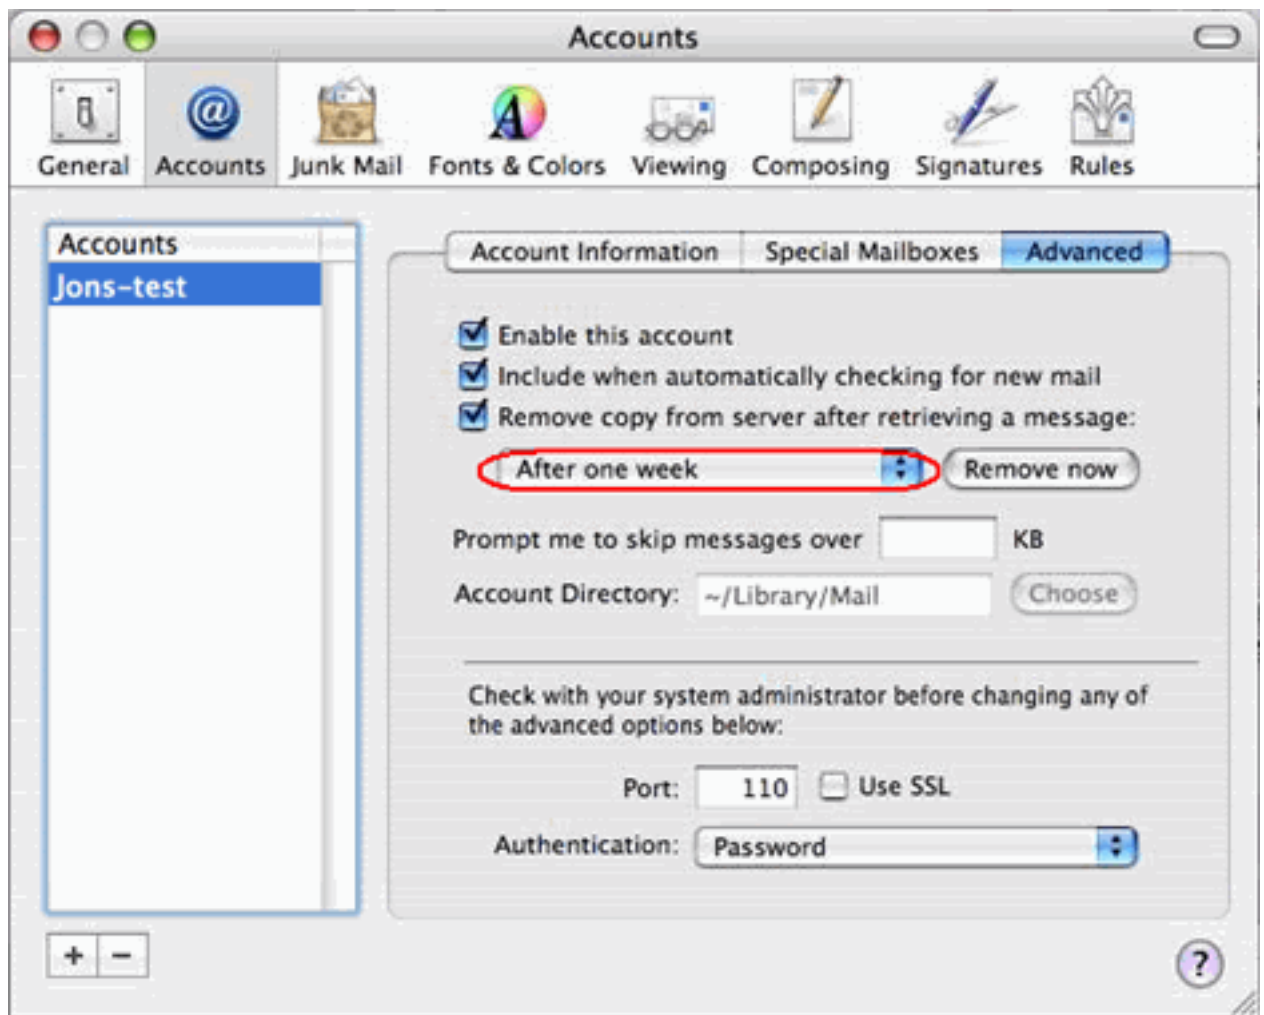 Accounts
General Accounts Junk Mail Fonts & Colors Viewing Composing Signatures Rules
Accounts
Jons-test
Account Information Special Mailboxes Advanced
Enable this account
Include when automatically checking for new mail
Remove copy from server after retrieving a message:
After one week Remove now
Prompt me to skip messages over KB
Account Directory: ~/Library/Mail Choose
Check with your system administrator before changing any of
the advanced options below:
Port: 110 Use SSL
Authentication: Password
+ − ?